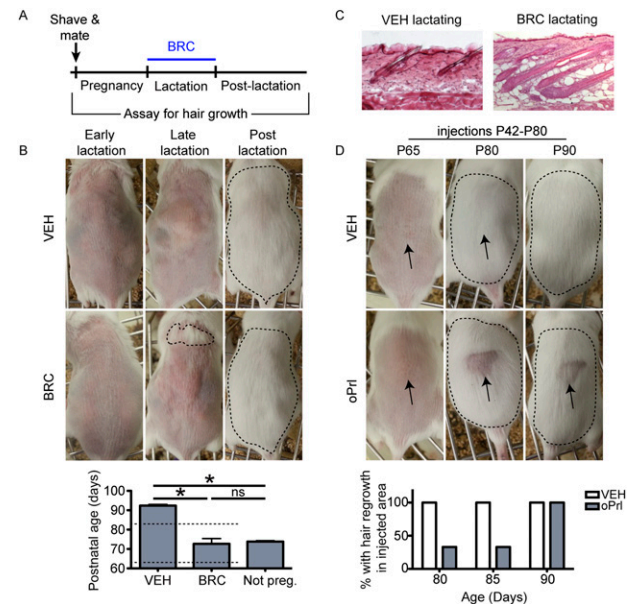 A
Shave &
mate
BRC
Pregnancy Lactation Post-lactation
Assay for hair growth
C
VEH lactating BRC lactating
B
Early lactation
Late lactation
Post lactation
VEH
BRC
Postnatal age (days)
100
90
80
70
60
*
* ns
VEH BRC Not preg.
D
injections P42-P80
P65 P80 P90
VEH
oPrl
% with hair regrowth
in injected area
100
50
0
VEH
oPrl
80 85 90
Age (Days)